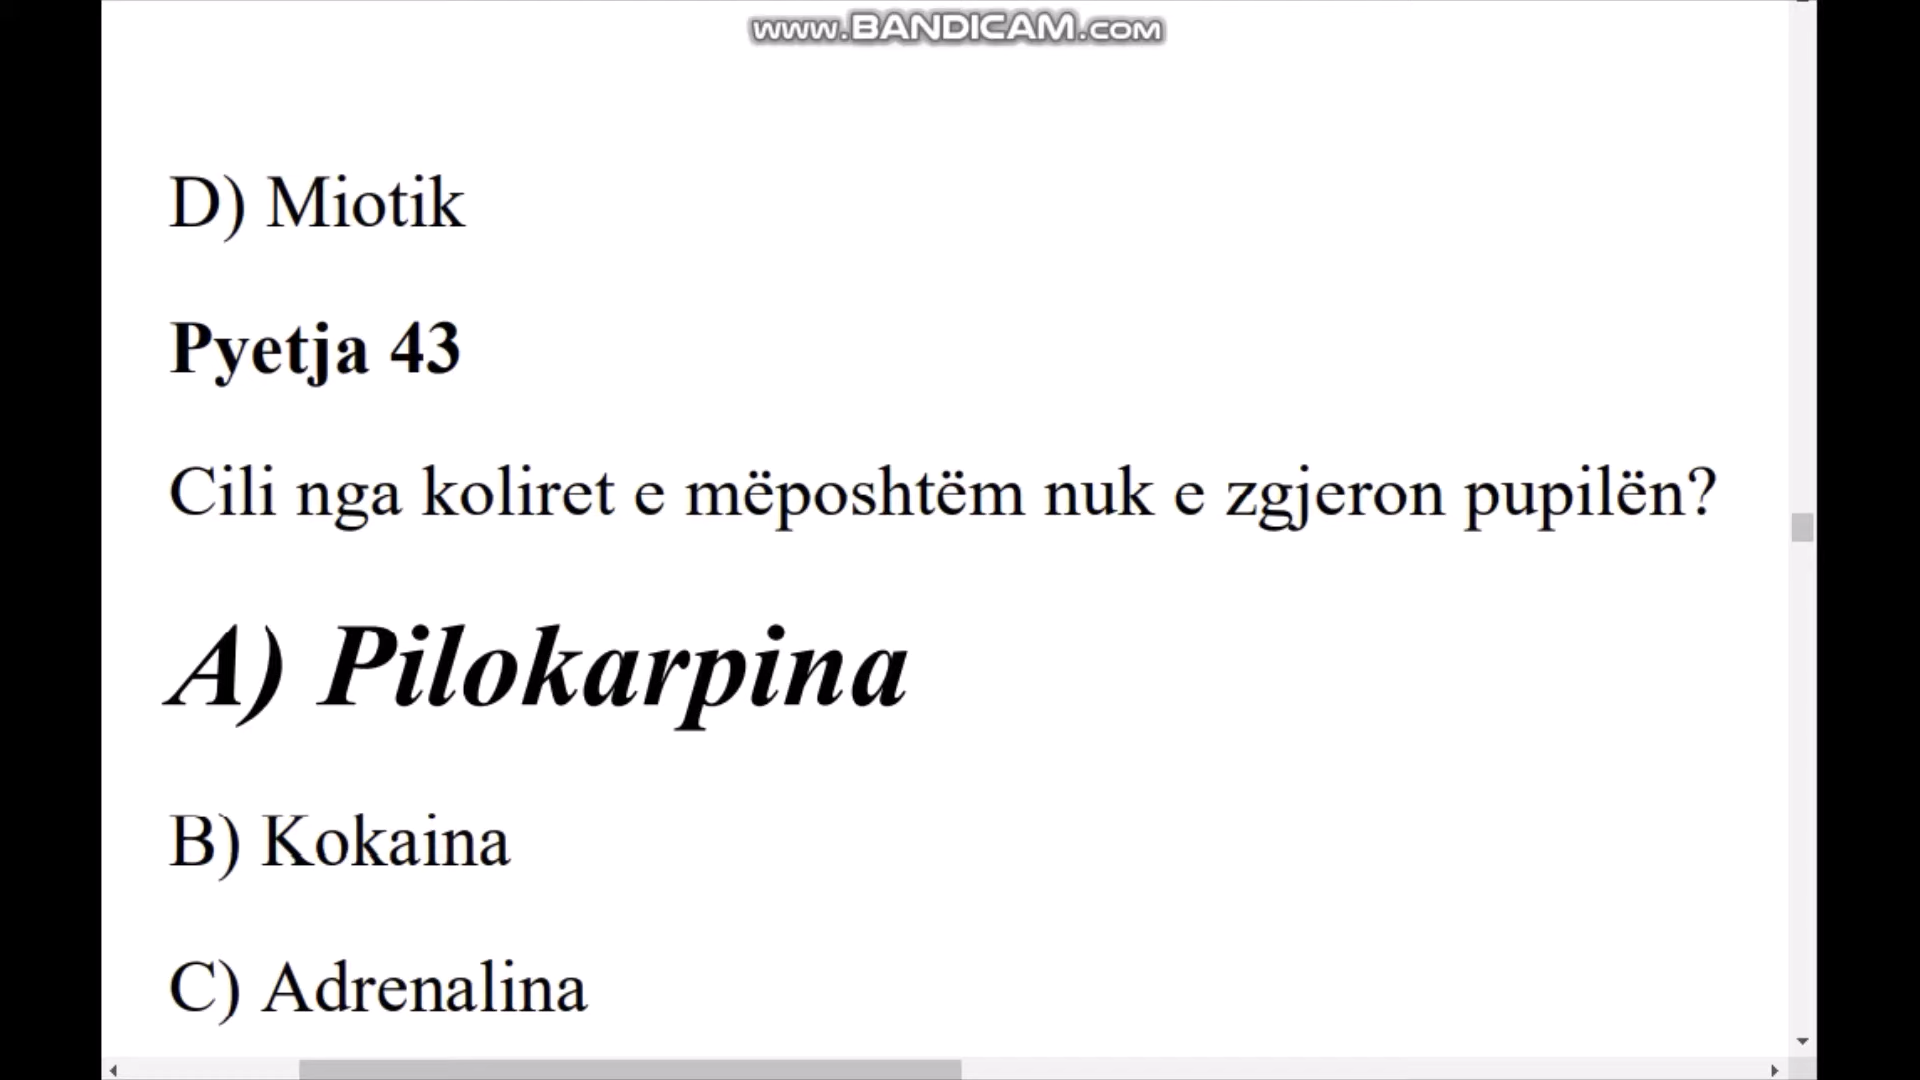 www.BANDICAM.com
D) Miotik
Pyetja 43
Cili nga koliret e mëposhtëm nuk e zgjeron pupilën?
A) Pilokarpina
B) Kokaina
C) Adrenalina